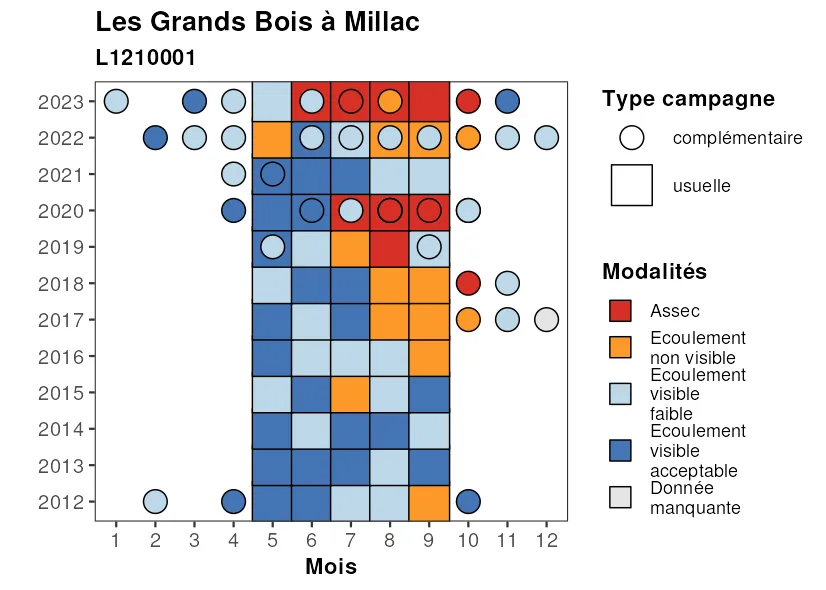 Les Grands Bois à Millac
L1210001
2023
2022
2021
2020
2019
2018
2017
2016
2015
2014
2013
2012
1 2 3 4 5 6 7 8 9 10 11 12
Mois
Type campagne
complémentaire
usuelle
Modalités
Assec
Ecoulement
non visible
Ecoulement
visible
faible
Ecoulement
visible
acceptable
Donnée
manquante